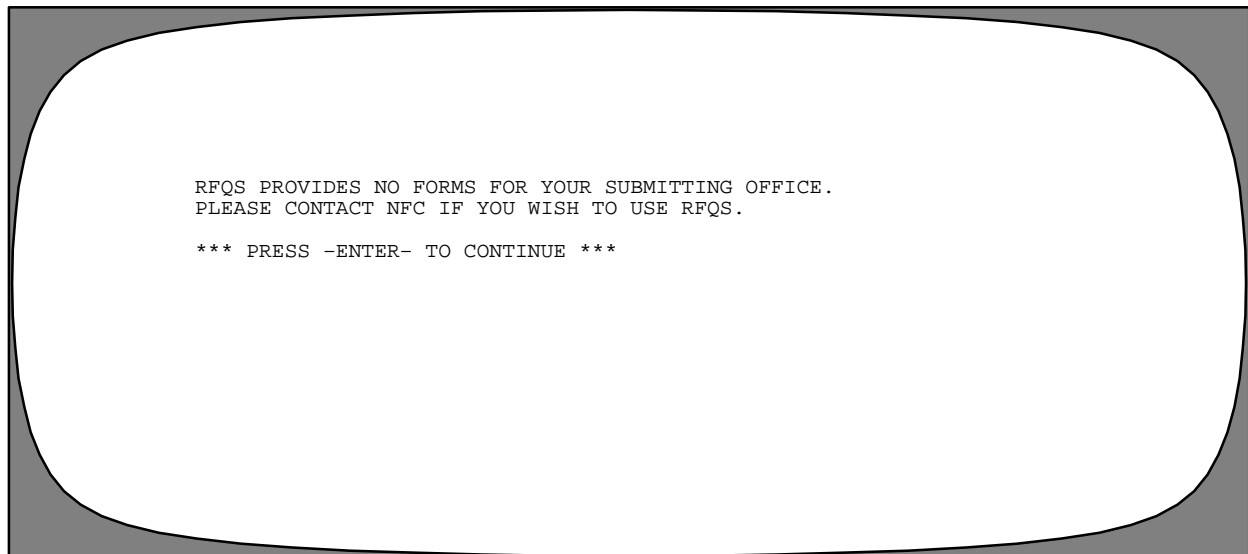 RFQS PROVIDES NO FORMS FOR YOUR SUBMITTING OFFICE.
PLEASE CONTACT NFC IF YOU WISH TO USE RFQS.
*** PRESS -ENTER- TO CONTINUE ***